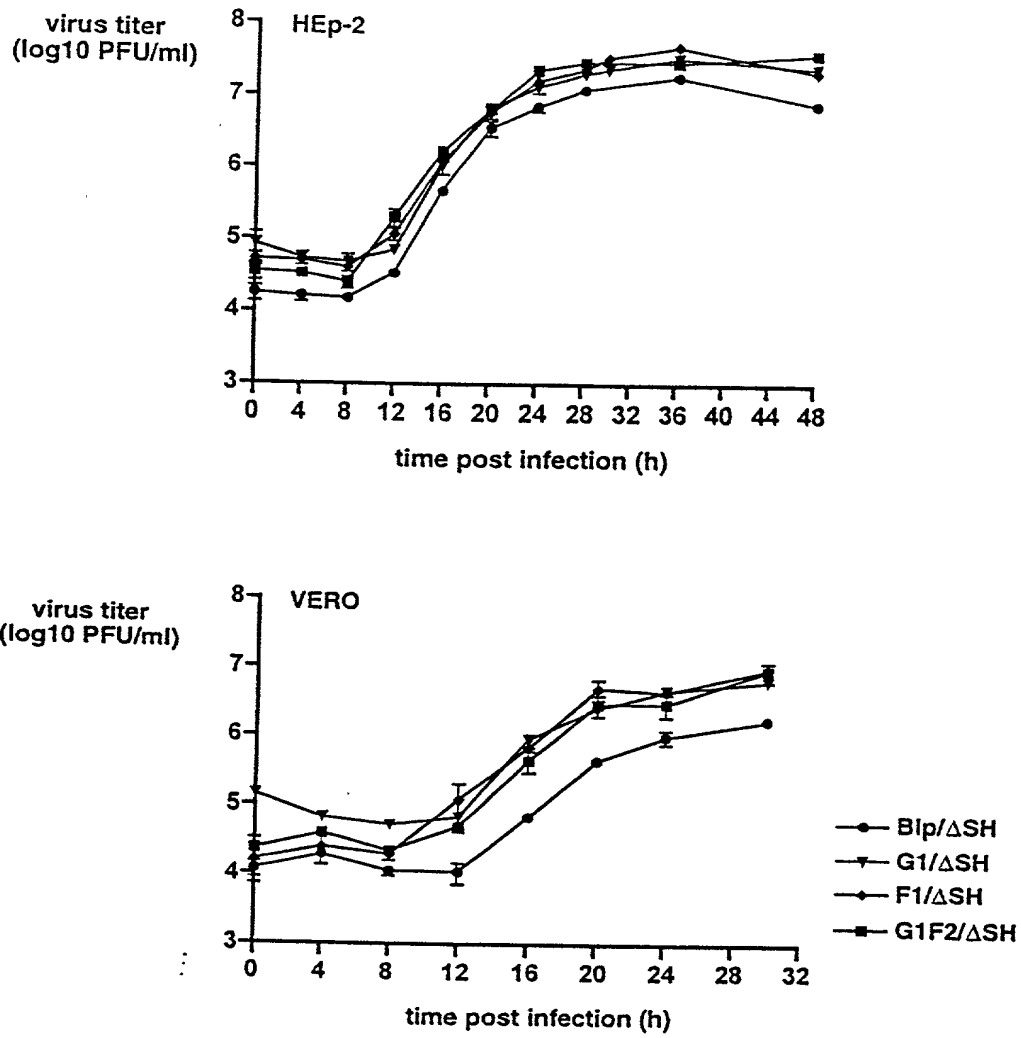 virus titer
(log10 PFU/ml)
HEp-2
8
7
6
5
4
3
0 4 8 12 16 20 24 28 32 36 40 44 48
time post infection (h)
virus titer
(log10 PFU/ml)
VERO
8
7
6
5
4
3
0 4 8 12 16 20 24 28 32
time post infection (h)
Blp/ΔSH
G1/ΔSH
F1/ΔSH
G1F2/ΔSH